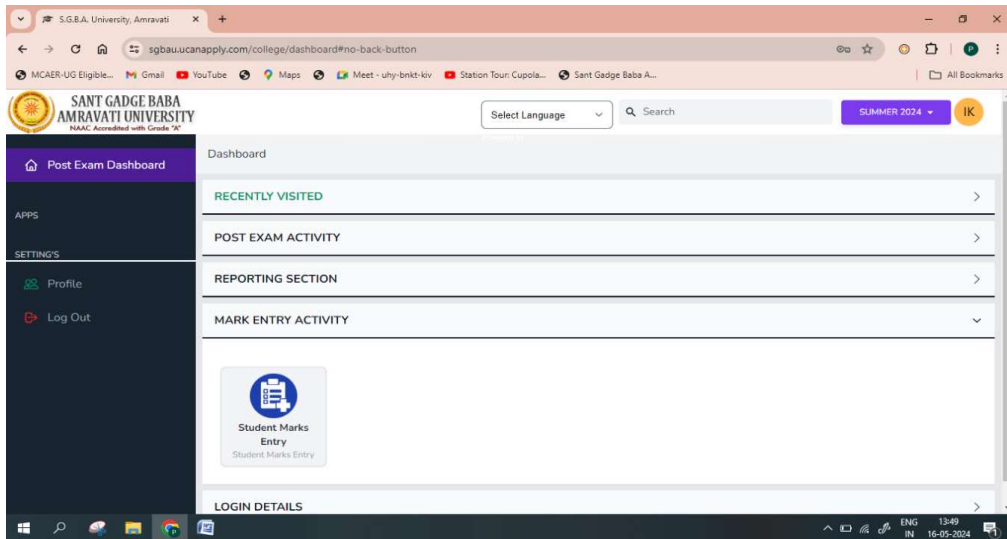 S.G.B.A. University, Amravati
sgbau.ucanapply.com/college/dashboard#no-back-button
MCAER-UG Eligible...
Gmail
YouTube
Maps
Meet - uhy-bnkt-kiv
Station Tour: Cupola...
Sant Gadge Baba A...
All Bookmarks
P
SANT GADGE BABA
AMRAVATI UNIVERSITY
NAAC Accredited with Grade "A"
Select Language
Search
SUMMER 2024
IK
Post Exam Dashboard
APPS
SETTING'S
Profile
Log Out
Dashboard
RECENTLY VISITED
POST EXAM ACTIVITY
REPORTING SECTION
MARK ENTRY ACTIVITY
Student Marks
Entry
Student Marks Entry
LOGIN DETAILS
ENG
IN
13:49
16-05-2024